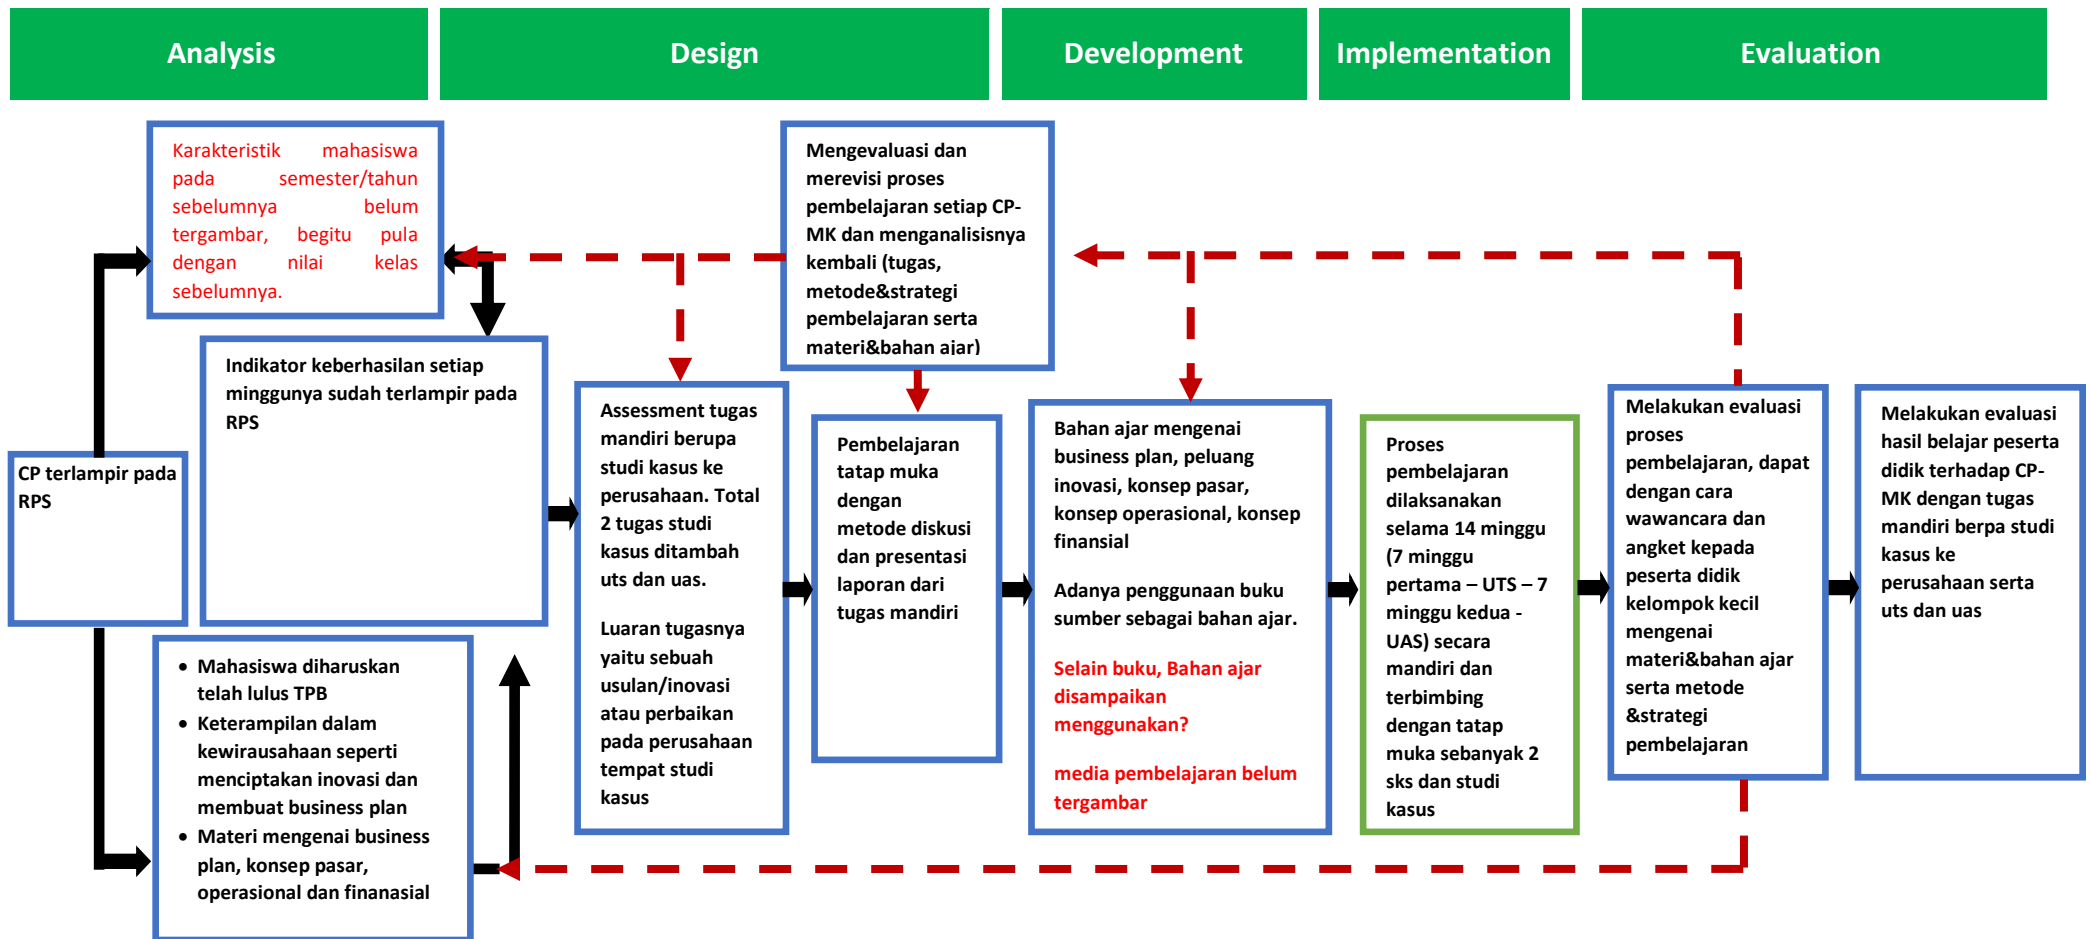 Analysis
Design
Development
Implementation
Evaluation
Karakteristik mahasiswa
pada semester/tahun
sebelumnya belum
tergambar, begitu pula
dengan nilai kelas
sebelumnya.
Mengevaluasi dan
merevisi proses
pembelajaran setiap CP-
MK dan menganalisisnya
kembali (tugas,
metode&strategi
pembelajaran serta
materi&bahan ajar)
Indikator keberhasilan setiap
minggunya sudah terlampir pada
RPS
CP terlampir pada
RPS
• Mahasiswa diharuskan
telah lulus TPB
• Keterampilan dalam
kewirausahaan seperti
menciptakan inovasi dan
membuat business plan
• Materi mengenai business
plan, konsep pasar,
operasional dan finanasial
Assessment tugas
mandiri berupa
studi kasus ke
perusahaan. Total
2 tugas studi
kasus ditambah
uts dan uas.
Luaran tugasnya
yaitu sebuah
usulan/inovasi
atau perbaikan
pada perusahaan
tempat studi
kasus
Pembelajaran
tatap muka
dengan
metode diskusi
dan presentasi
laporan dari
tugas mandiri
Bahan ajar mengenai
business plan, peluang
inovasi, konsep pasar,
konsep operasional, konsep
finansial
Adanya penggunaan buku
sumber sebagai bahan ajar.
Selain buku, Bahan ajar
disampaikan
menggunakan?
media pembelajaran belum
tergambar
Proses
pembelajaran
dilaksanakan
selama 14 minggu
(7 minggu
pertama – UTS – 7
minggu kedua -
UAS) secara
mandiri dan
terbimbing
dengan tatap
muka sebanyak 2
sks dan studi
kasus
Melakukan evaluasi
proses
pembelajaran, dapat
dengan cara
wawancara dan
angket kepada
peserta didik
kelompok kecil
mengenai
materi&bahan ajar
serta metode
&strategi
pembelajaran
Melakukan evaluasi
hasil belajar peserta
didik terhadap CP-
MK dengan tugas
mandiri berpa studi
kasus ke
perusahaan serta
uts dan uas